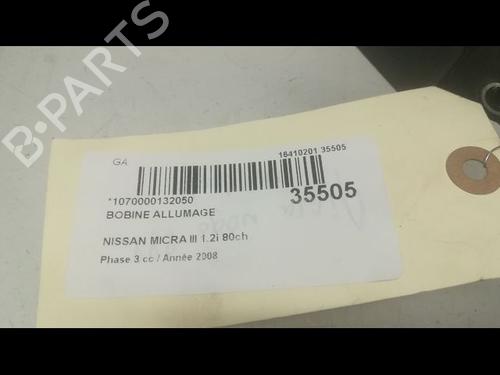 B-PARTS
GA
16410201 35505
*1070000132050
35505
BOBINE ALLUMAGE
NISSAN MICRA III 1.2i 80ch
Phase 3 cc / Année 2008